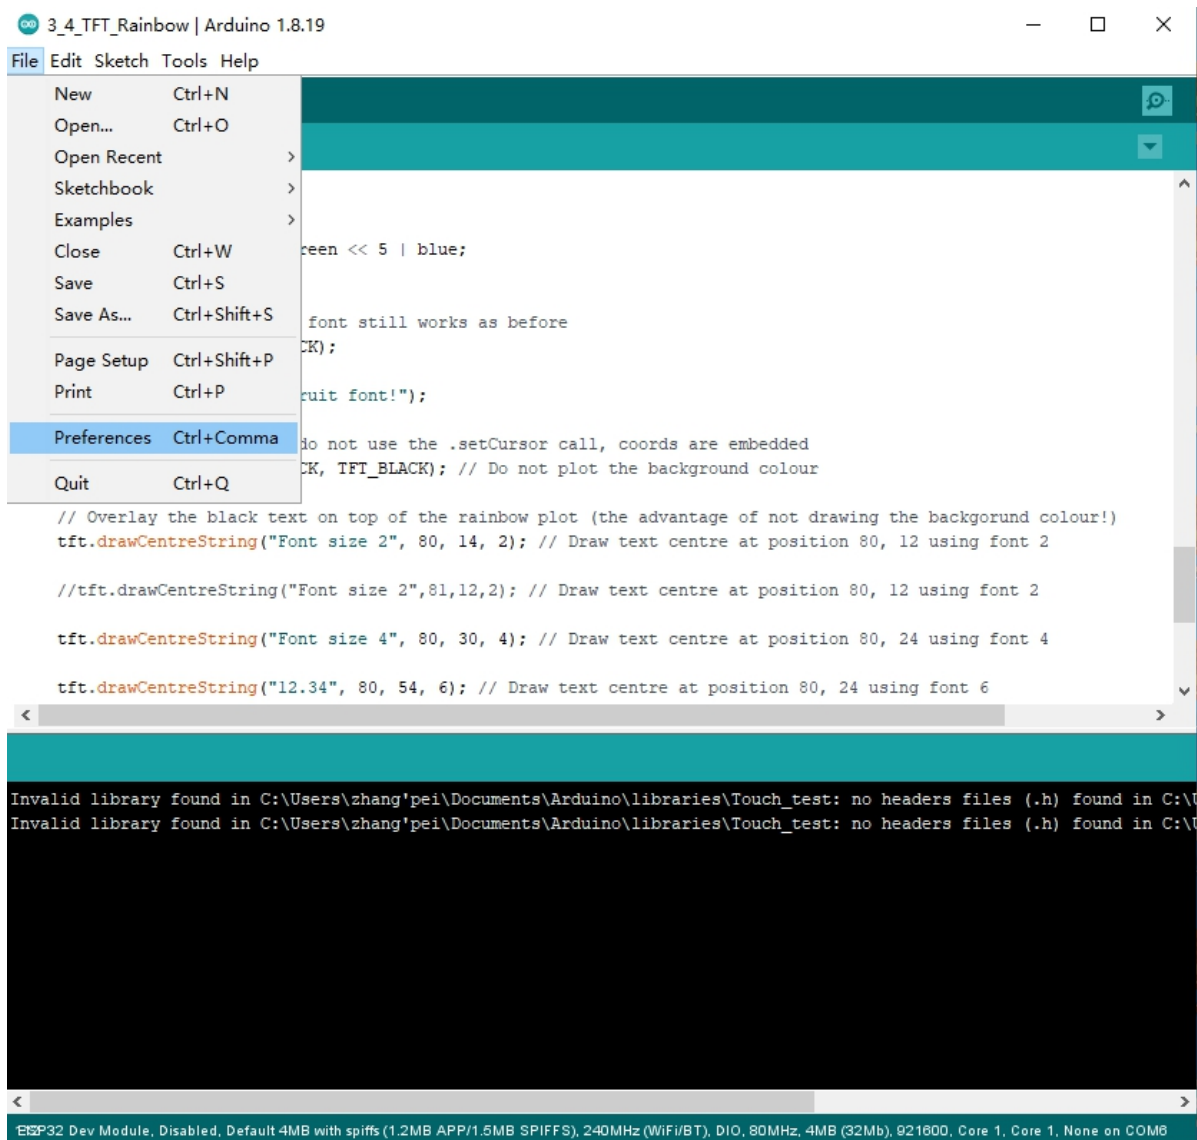 3_4_TFT_Rainbow | Arduino 1.8.19
File Edit Sketch Tools Help
New Ctrl+N
Open... Ctrl+O
Open Recent
Sketchbook
Examples
Close Ctrl+W
Save Ctrl+S
Save As... Ctrl+Shift+S
Page Setup Ctrl+Shift+P
Print Ctrl+P
Preferences Ctrl+Comma
Quit Ctrl+Q
reen << 5 | blue;
font still works as before
CK);
ruit font!");
do not use the .setCursor call, coords are embedded
CK, TFT_BLACK); // Do not plot the background colour
// Overlay the black text on top of the rainbow plot (the advantage of not drawing the backgorund colour!)
tft.drawCentreString("Font size 2", 80, 14, 2); // Draw text centre at position 80, 12 using font 2
//tft.drawCentreString("Font size 2",81,12,2); // Draw text centre at position 80, 12 using font 2
tft.drawCentreString("Font size 4", 80, 30, 4); // Draw text centre at position 80, 24 using font 4
tft.drawCentreString("12.34", 80, 54, 6); // Draw text centre at position 80, 24 using font 6
Invalid library found in C:\Users\zhang'pei\Documents\Arduino\libraries\Touch_test: no headers files (.h) found in C:\U
Invalid library found in C:\Users\zhang'pei\Documents\Arduino\libraries\Touch_test: no headers files (.h) found in C:\U
ESP32 Dev Module, Disabled, Default 4MB with spiffs (1.2MB APP/1.5MB SPIFFS), 240MHz (WiFi/BT), DIO, 80MHz, 4MB (32Mb), 921600, Core 1, Core 1, None on COM6